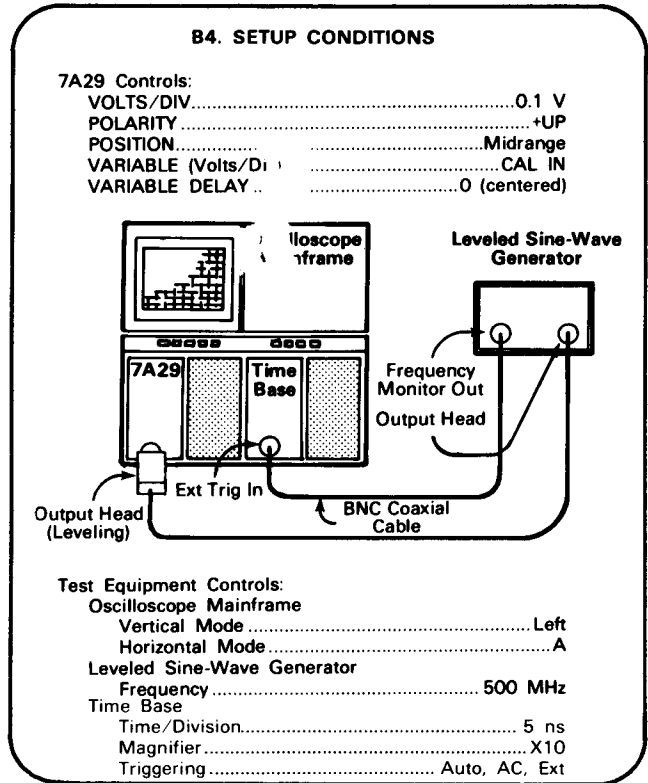 B4. SETUP CONDITIONS
7A29 Controls:
VOLTS/DIV..........0.1 V
POLARITY..........+UP
POSITION..........Midrange
VARIABLE (Volts/Di..........CAL IN
VARIABLE DELAY..........0 (centered)
lloscope
Leveled Sine-Wave
Generator
7A29
Time
Base
Frequency
Monitor Out
Output Head
Ext Trig In
Output Head
(Leveling)
BNC Coaxial
Cable
Test Equipment Controls:
Oscilloscope Mainframe
Vertical Mode..........Left
Horizontal Mode..........A
Leveled Sine-Wave Generator
Frequency..........500 MHz
Time Base
Time/Division..........5 ns
Magnifier..........X10
Triggering..........Auto, AC, Ext